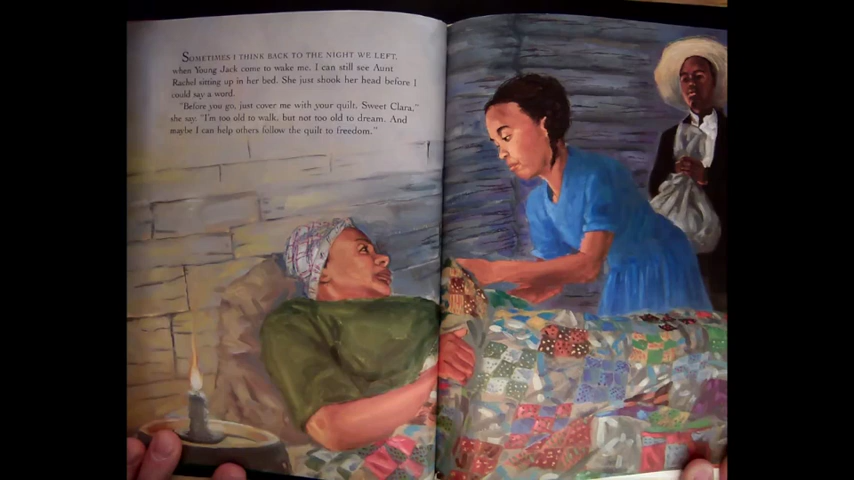 SOMETIMES I THINK BACK TO THE NIGHT WE LEFT,
when Young Jack come to wake me. I can still see Aunt
Rachel sitting up in her bed. She just shook her head before I
could say a word.
"Before you go, just cover me with your quilt, Sweet Clara,"
she say. "I'm too old to walk, but not too old to dream. And
maybe I can help others follow the quilt to freedom."